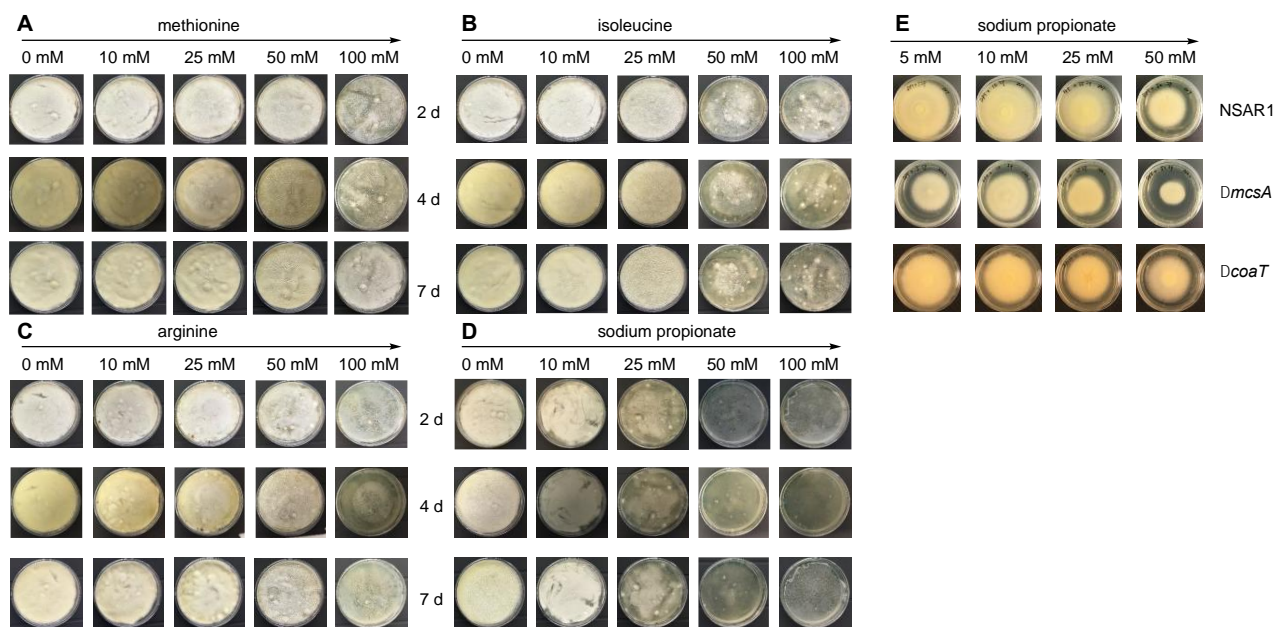 A methionine
0 mM 10 mM 25 mM 50 mM 100 mM
B isoleucine
0 mM 10 mM 25 mM 50 mM 100 mM
2 d
4 d
7 d
E sodium propionate
5 mM 10 mM 25 mM 50 mM
NSAR1
DmcsA
DcoaT
C arginine
0 mM 10 mM 25 mM 50 mM 100 mM
D sodium propionate
0 mM 10 mM 25 mM 50 mM 100 mM
2 d
4 d
7 d